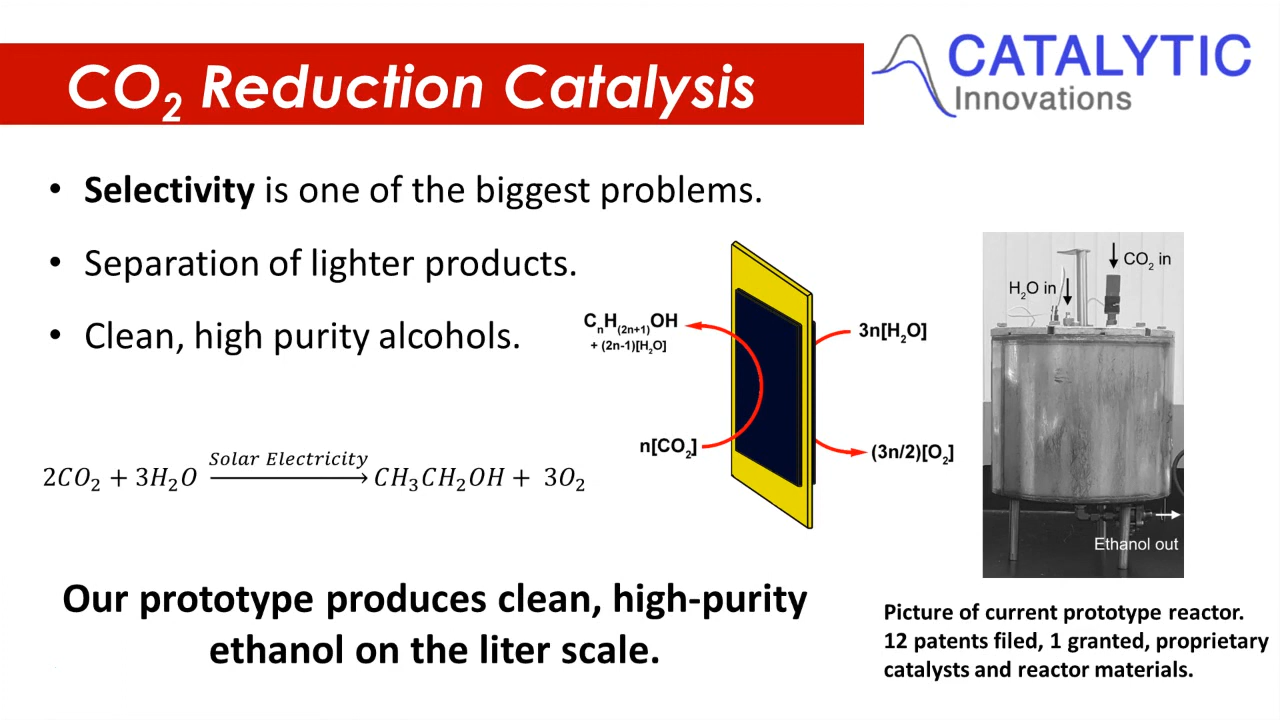 CO₂ Reduction Catalysis
CATALYTIC
Innovations
• Selectivity is one of the biggest problems.
• Separation of lighter products.
• Clean, high purity alcohols.
CₙH₍₂ₙ₊₁₎OH
+ (2n-1)[H₂O]
n[CO₂]
3n[H₂O]
(3n/2)[O₂]
CO₂ in
H₂O in
Ethanol out
Solar Electricity
2CO₂ + 3H₂O ⟶ CH₃CH₂OH + 3O₂
Our prototype produces clean, high-purity
ethanol on the liter scale.
Picture of current prototype reactor.
12 patents filed, 1 granted, proprietary
catalysts and reactor materials.